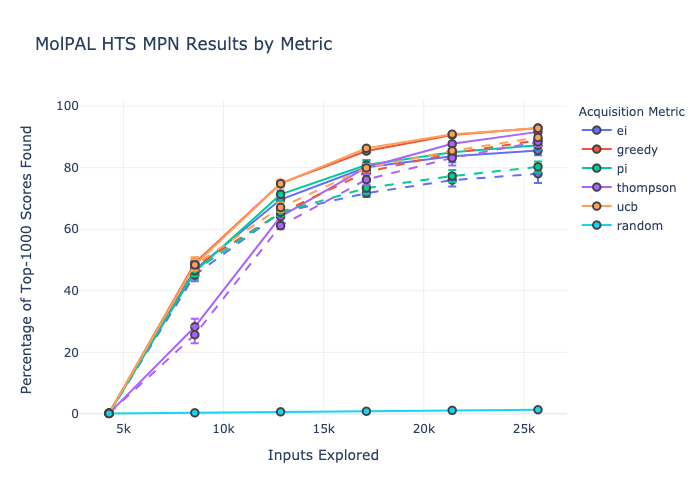 MolPAL HTS MPN Results by Metric
Percentage of Top-1000 Scores Found
100
80
60
40
20
0
5k
10k
15k
20k
25k
Inputs Explored
Acquisition Metric
ei
greedy
pi
thompson
ucb
random